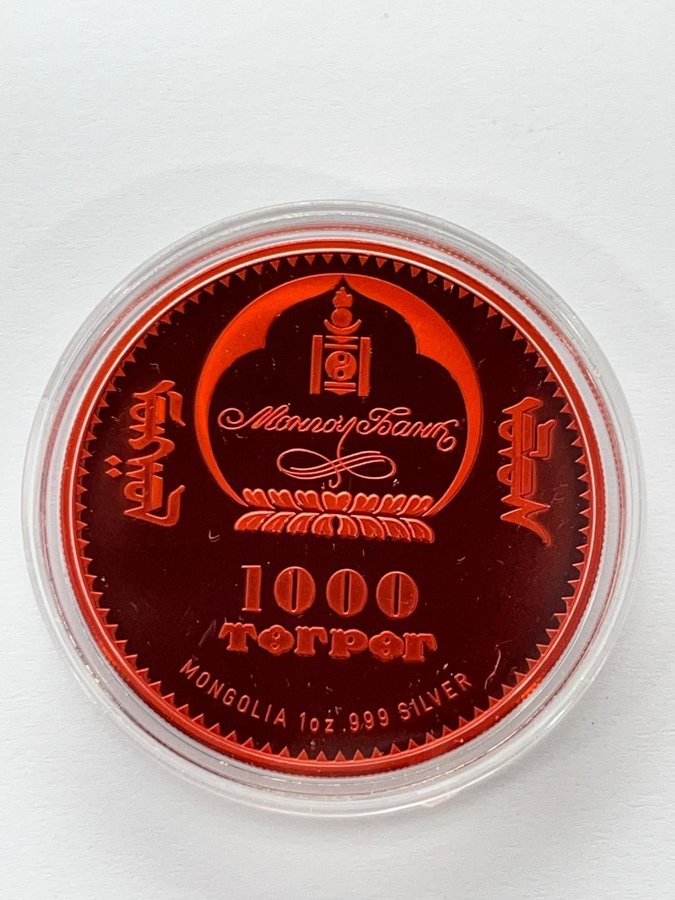 Монгол Банк
1000
төгрөг
MONGOLIA 1oz .999 SILVER